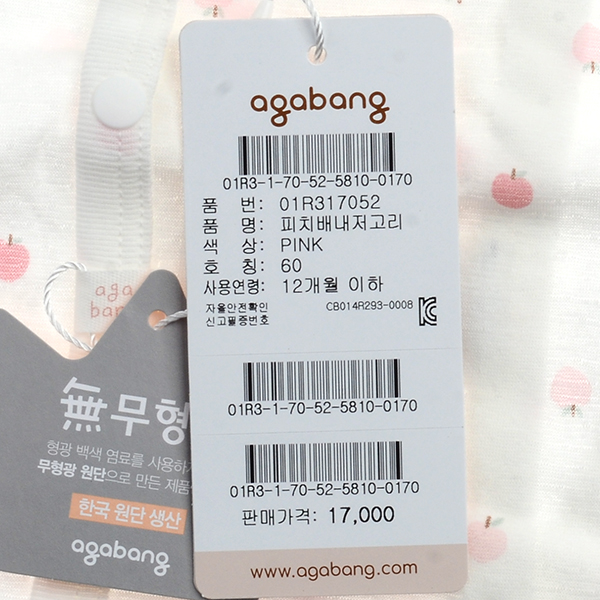 agabang
01R3-1-70-52-5810-0170
품 번: 01R317052
품 명: 피치배내저고리
색 상: PINK
호 칭: 60
사용연령: 12개월 이하
자율안전확인
신고필증번호
CB014R293-0008
01R3-1-70-52-5810-0170
01R3-1-70-52-5810-0170
판매가격: 17,000
www.agabang.com
aga
ban
無무형
형광 백색 염료를 사용하지
무형광 원단으로 만든 제품
한국 원단 생산
agabang